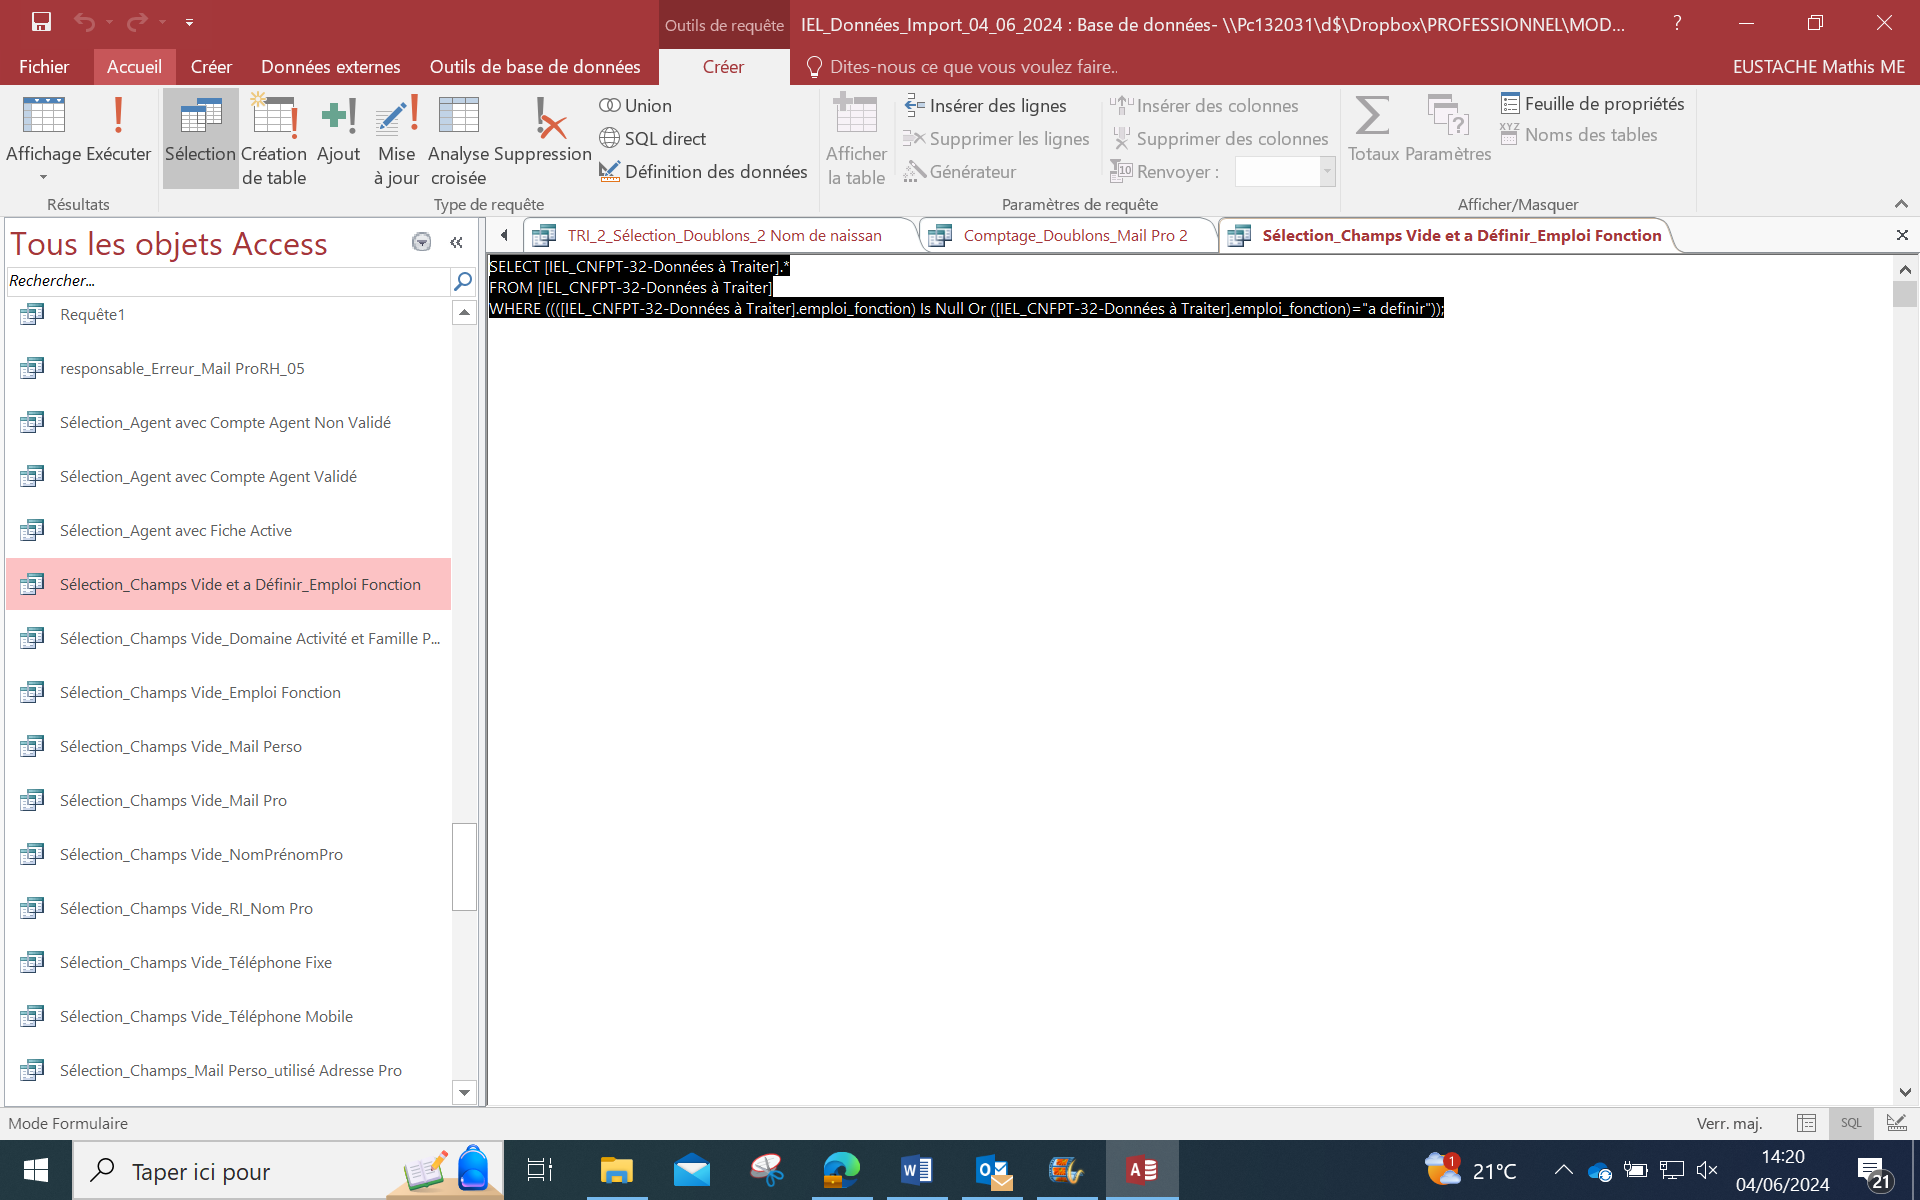 Outils de requête
IEL_Données_Import_04_06_2024 : Base de données- \\Pc132031\d$\Dropbox\PROFESSIONNEL\MOD...
?
Fichier
Accueil
Créer
Données externes
Outils de base de données
Créer
Dites-nous ce que vous voulez faire..
EUSTACHE Mathis ME
Affichage
Exécuter
Résultats
Sélection
Création
de table
Ajout
Mise
à jour
Analyse
croisée
Suppression
Union
SQL direct
Définition des données
Type de requête
Afficher
la table
Insérer des lignes
Supprimer les lignes
Générateur
Insérer des colonnes
Supprimer des colonnes
Renvoyer :
Paramètres de requête
Totaux
Paramètres
Feuille de propriétés
Noms des tables
Afficher/Masquer
Tous les objets Access
Rechercher...
Requête1
responsable_Erreur_Mail ProRH_05
Sélection_Agent avec Compte Agent Non Validé
Sélection_Agent avec Compte Agent Validé
Sélection_Agent avec Fiche Active
Sélection_Champs Vide et a Définir_Emploi Fonction
Sélection_Champs Vide_Domaine Activité et Famille P...
Sélection_Champs Vide_Emploi Fonction
Sélection_Champs Vide_Mail Perso
Sélection_Champs Vide_Mail Pro
Sélection_Champs Vide_NomPrénomPro
Sélection_Champs Vide_RI_Nom Pro
Sélection_Champs Vide_Téléphone Fixe
Sélection_Champs Vide_Téléphone Mobile
Sélection_Champs_Mail Perso_utilisé Adresse Pro
TRI_2_Sélection_Doublons_2 Nom de naissan
Comptage_Doublons_Mail Pro 2
Sélection_Champs Vide et a Définir_Emploi Fonction
SELECT [IEL_CNFPT-32-Données à Traiter].*
FROM [IEL_CNFPT-32-Données à Traiter]
WHERE ((([IEL_CNFPT-32-Données à Traiter].emploi_fonction) Is Null Or ([IEL_CNFPT-32-Données à Traiter].emploi_fonction)="a definir"));
Mode Formulaire
Verr. maj.
SQL
Taper ici pour
1
21°C
14:20
04/06/2024
21